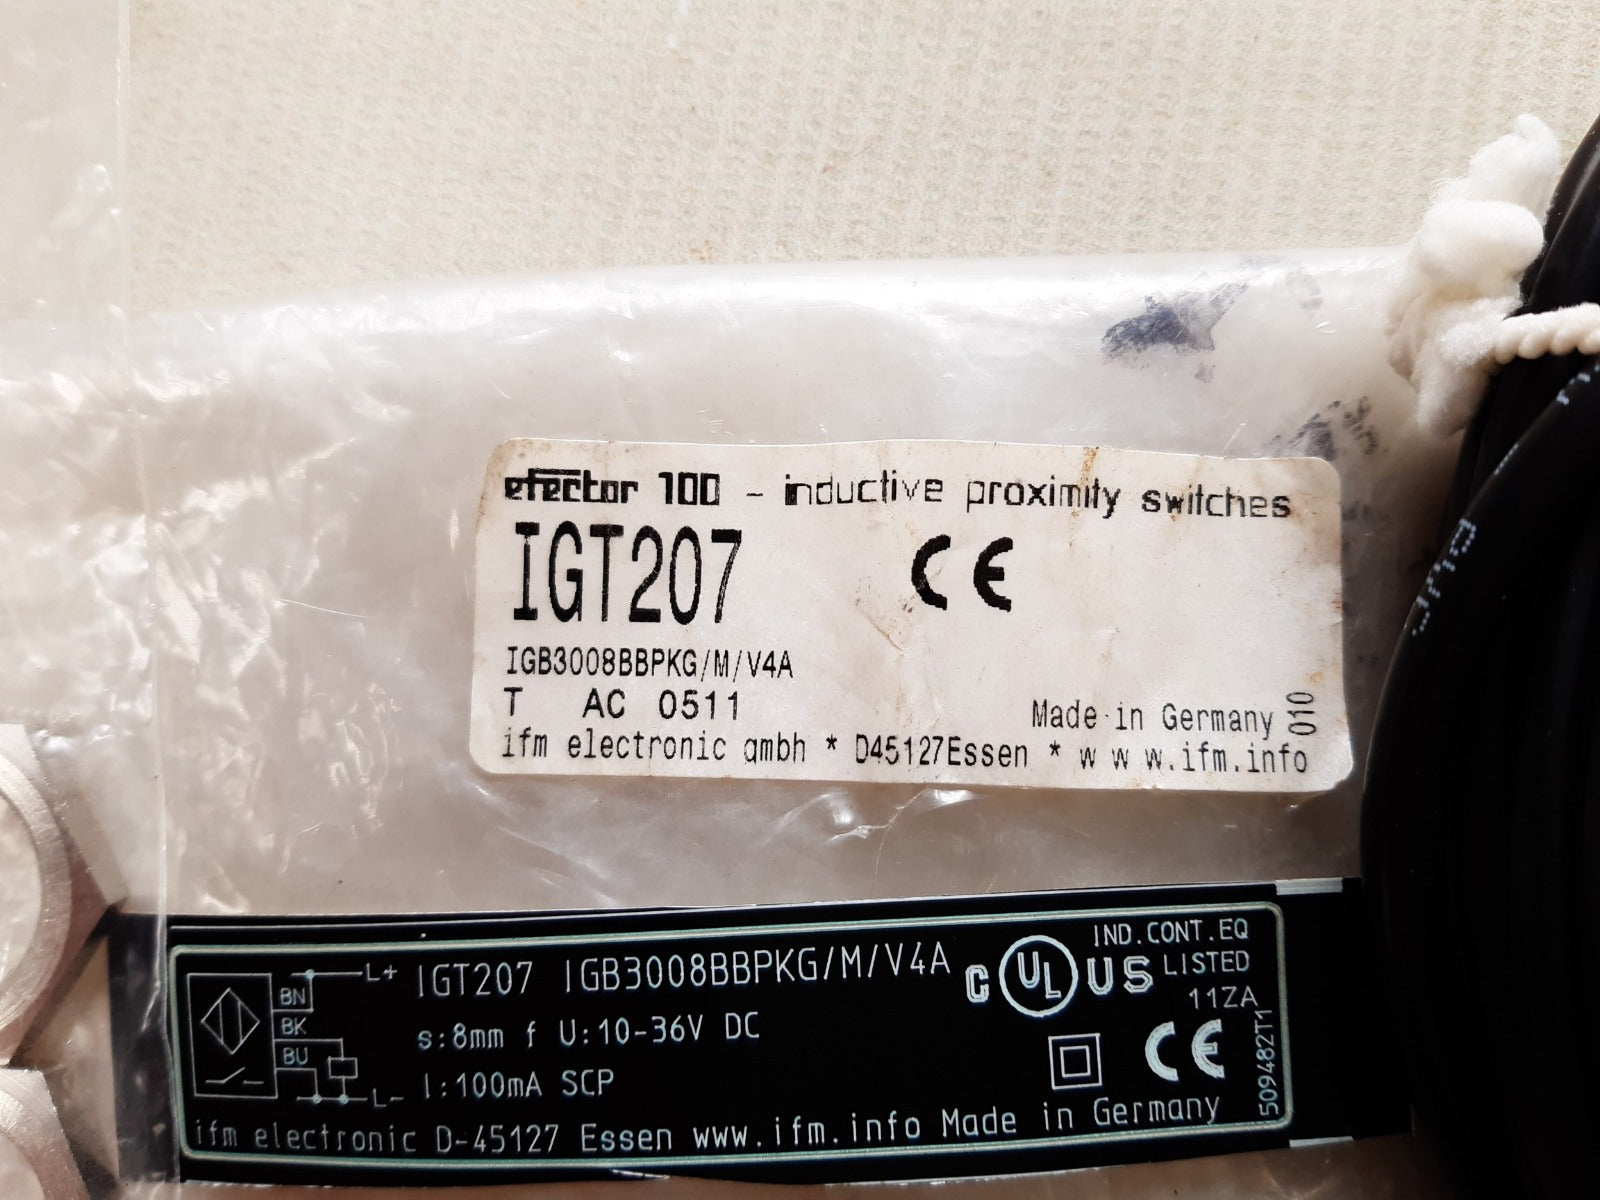 efector 100 - inductive proximity switches
IGT207 CE
IGB3008BBPKG/M/V4A
T AC 0511
Made in Germany 010
ifm electronic gmbh * D45127Essen * w w w.ifm.info
L+ BN BK BU L-
IGT207 IGB3008BBPKG/M/V4A
s:8mm f U:10-36V DC
I:100mA SCP
C UL US
IND.CONT.EQ
LISTED
11ZA
CE
509482T1
ifm electronic D-45127 Essen www.ifm.info Made in Germany